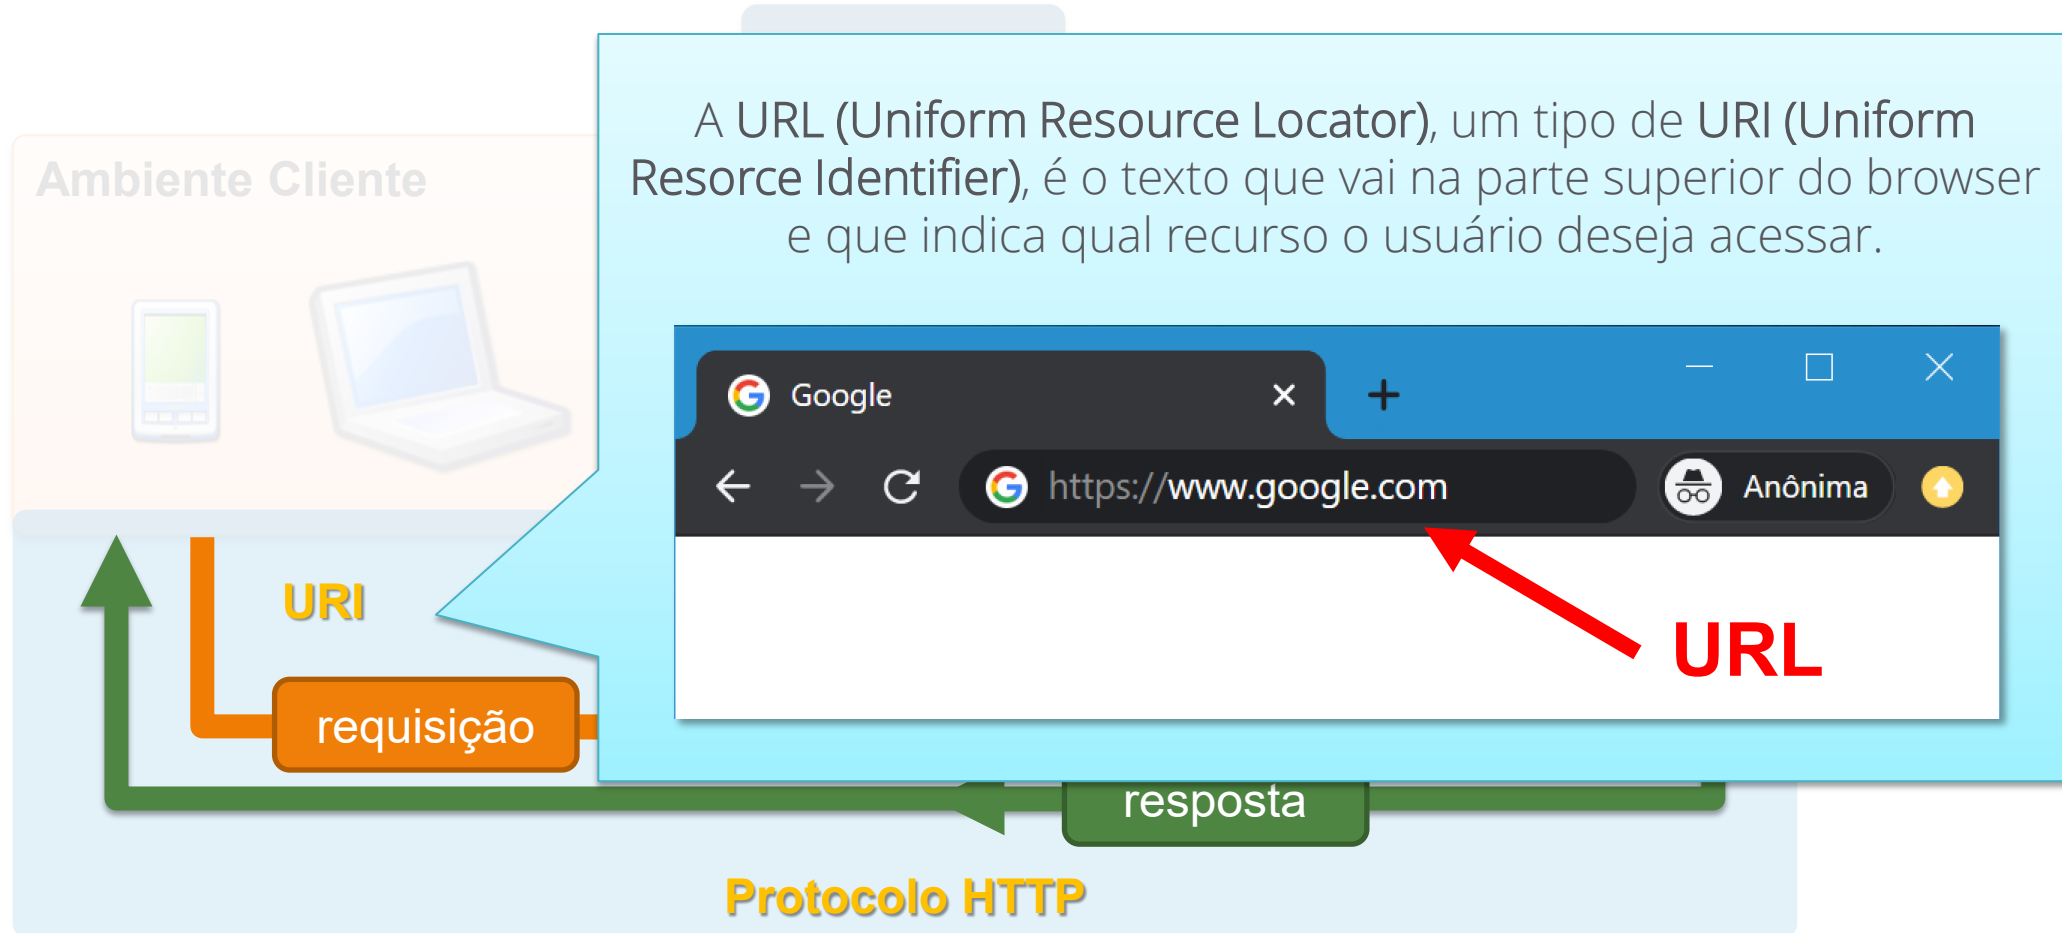 A URL (Uniform Resource Locator), um tipo de URI (Uniform
Resorce Identifier), é o texto que vai na parte superior do browser
e que indica qual recurso o usuário deseja acessar.
Ambiente Cliente
Google
https://www.google.com
Anônima
URL
URI
requisição
resposta
Protocolo HTTP